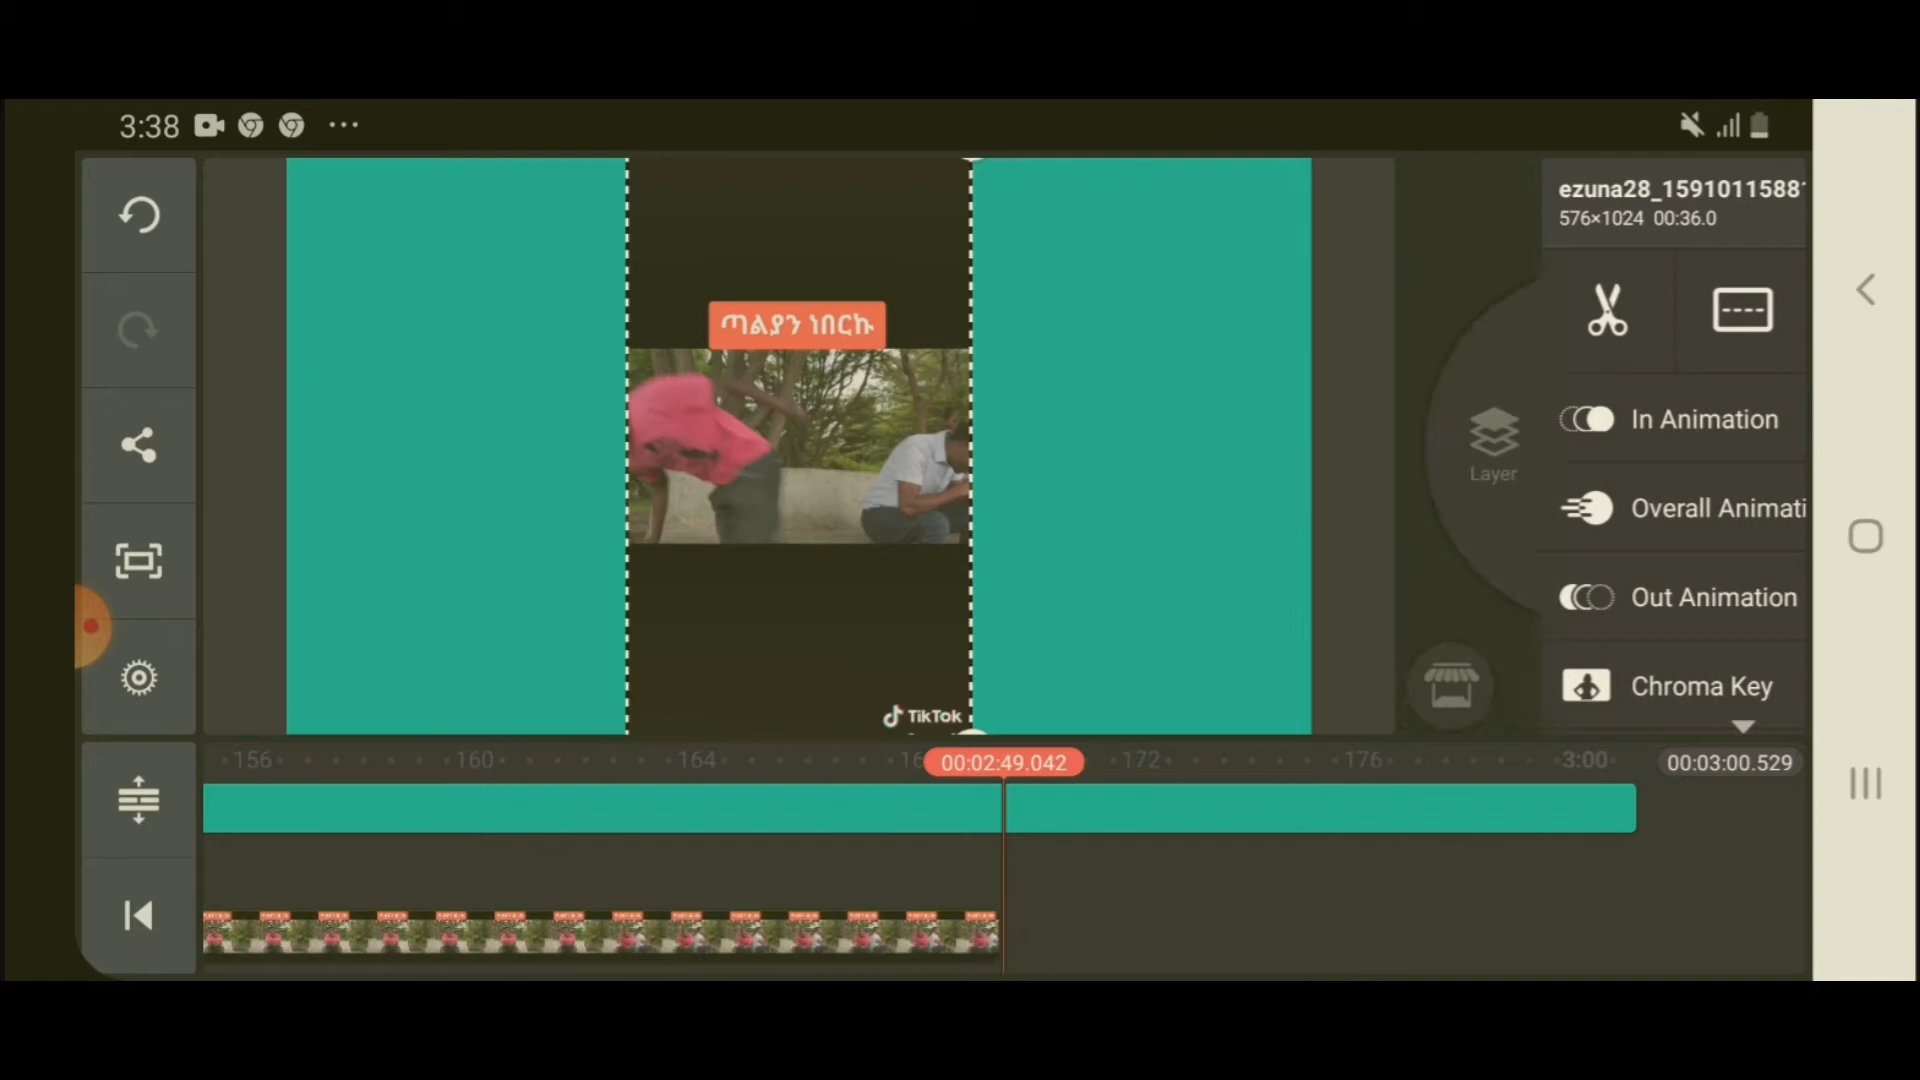 3:38
ezuna28_1591011588
576×1024 00:36.0
ጣልያን ነበርኩ
In Animation
Layer
Overall Animati
Out Animation
Chroma Key
TikTok
156 160 164 16 00:02:49.042 172 176 3:00 00:03:00.529